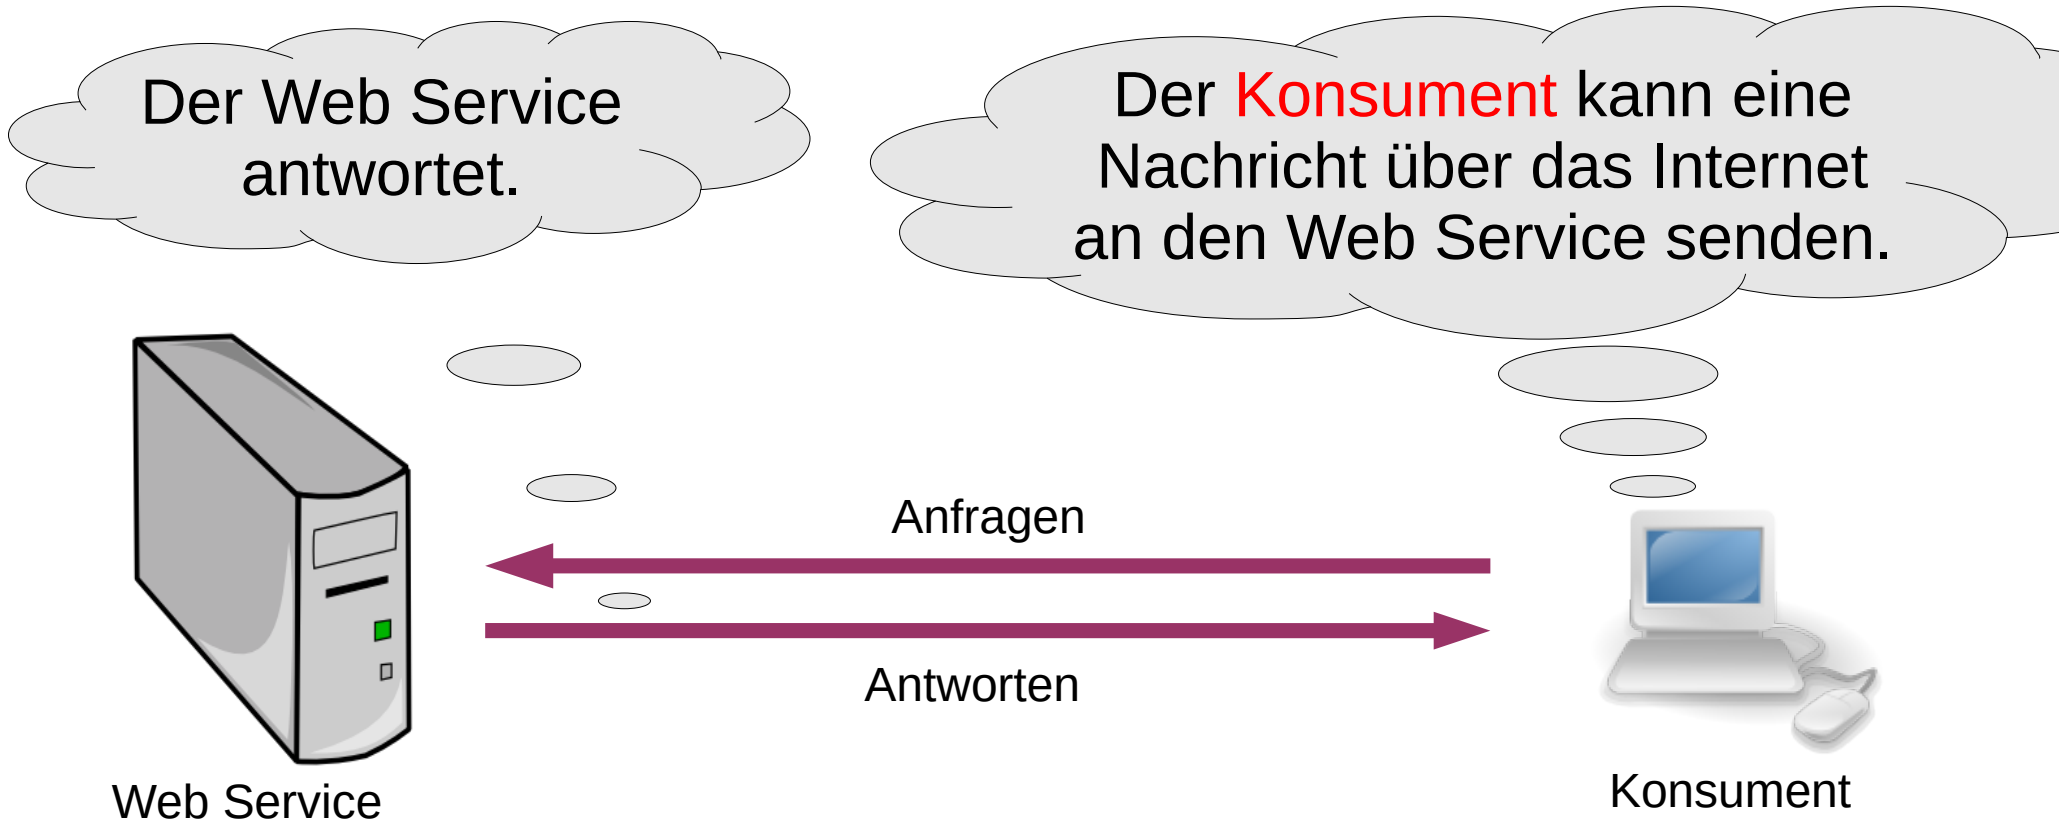 Der Web Service
antwortet.
Der Konsument kann eine
Nachricht über das Internet
an den Web Service senden.
Anfragen
Antworten
Web Service
Konsument